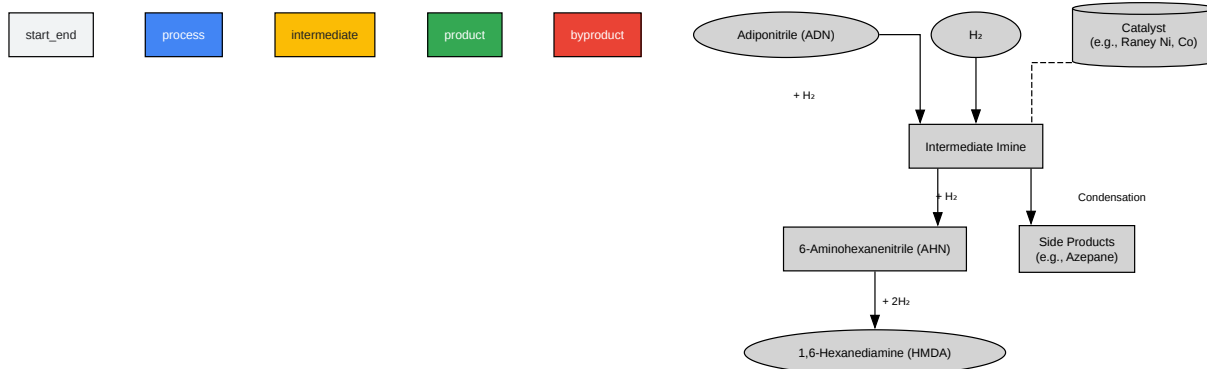 start_end
process
intermediate
product
byproduct
Adiponitrile (ADN)
H₂
Catalyst
(e.g., Raney Ni, Co)
+ H₂
Intermediate Imine
+ H₂
Condensation
6-Aminohexanenitrile (AHN)
Side Products
(e.g., Azepane)
+ 2H₂
1,6-Hexanediamine (HMDA)